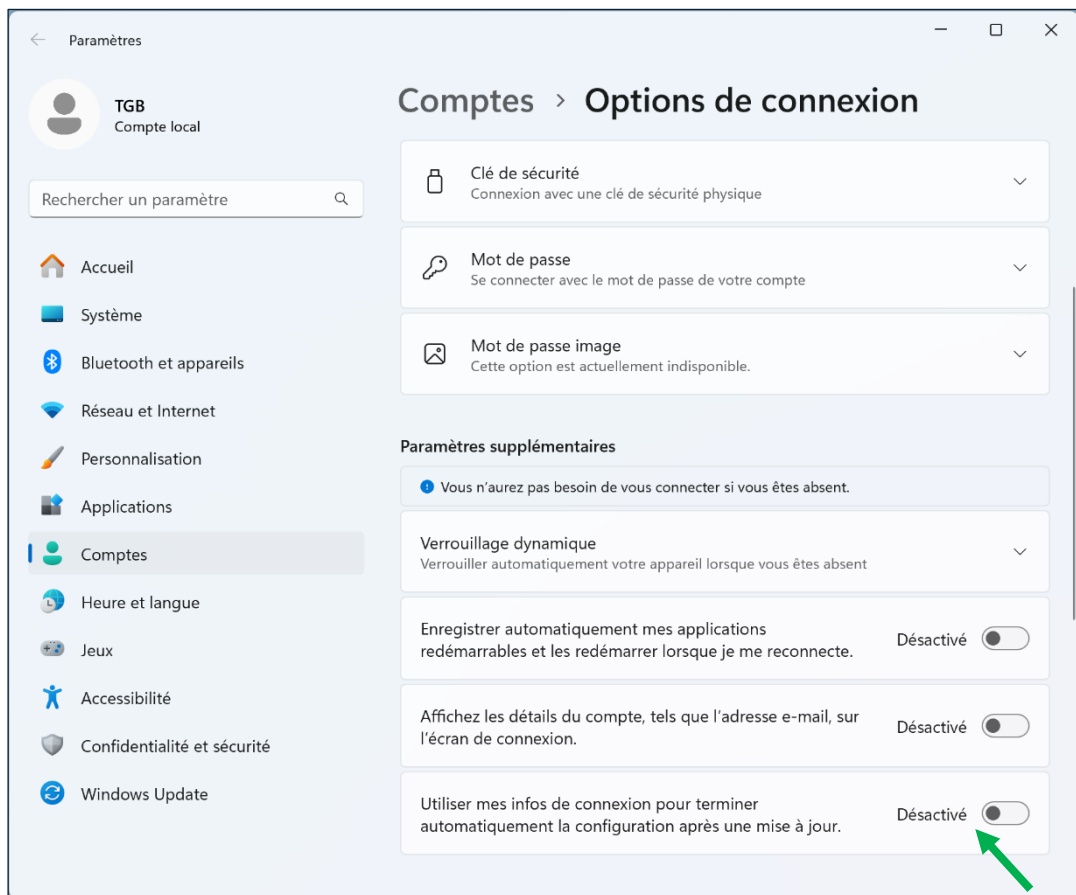 Paramètres
TGB
Compte local
Rechercher un paramètre
Accueil
Système
Bluetooth et appareils
Réseau et Internet
Personnalisation
Applications
Comptes
Heure et langue
Jeux
Accessibilité
Confidentialité et sécurité
Windows Update
Comptes › Options de connexion
Clé de sécurité
Connexion avec une clé de sécurité physique
Mot de passe
Se connecter avec le mot de passe de votre compte
Mot de passe image
Cette option est actuellement indisponible.
Paramètres supplémentaires
Vous n'aurez pas besoin de vous connecter si vous êtes absent.
Verrouillage dynamique
Verrouiller automatiquement votre appareil lorsque vous êtes absent
Enregistrer automatiquement mes applications
redémarrables et les redémarrer lorsque je me reconnecte.
Désactivé
Affichez les détails du compte, tels que l'adresse e-mail, sur
l'écran de connexion.
Désactivé
Utiliser mes infos de connexion pour terminer
automatiquement la configuration après une mise à jour.
Désactivé